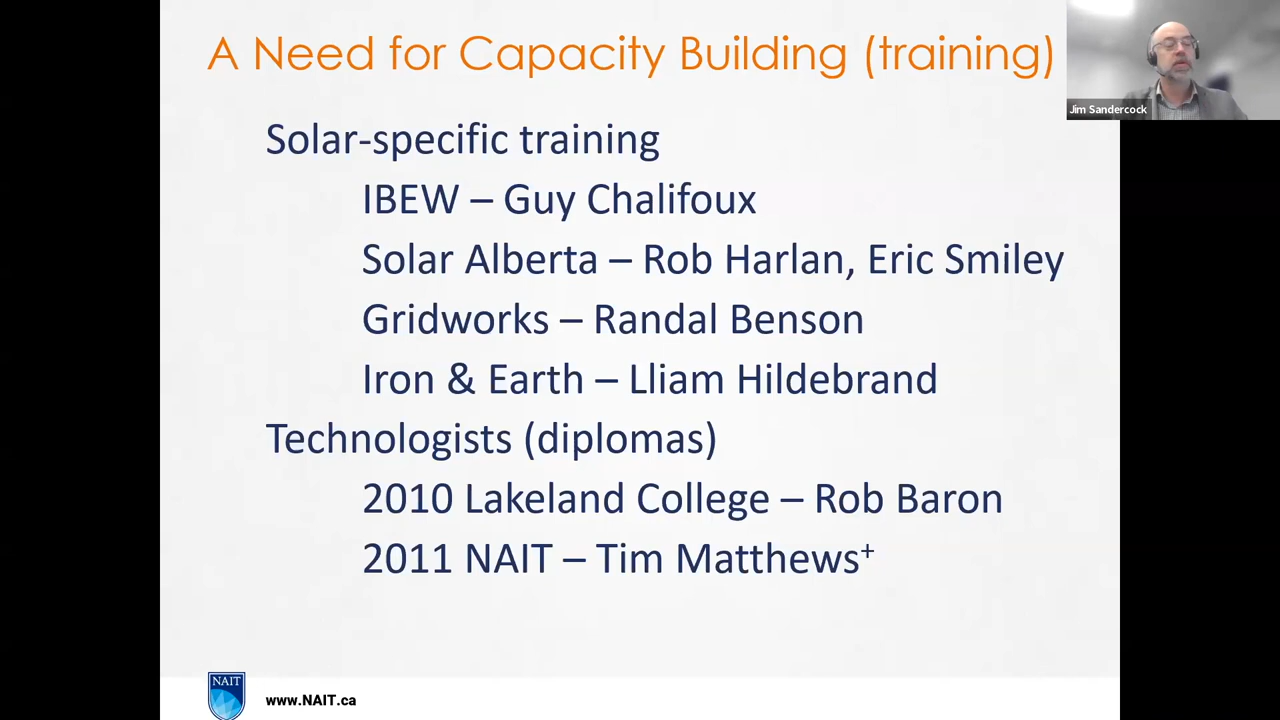 A Need for Capacity Building (training)
Jim Sandercock
Solar-specific training
IBEW – Guy Chalifoux
Solar Alberta – Rob Harlan, Eric Smiley
Gridworks – Randal Benson
Iron & Earth – Lliam Hildebrand
Technologists (diplomas)
2010 Lakeland College – Rob Baron
2011 NAIT – Tim Matthews⁺
NAIT
www.NAIT.ca